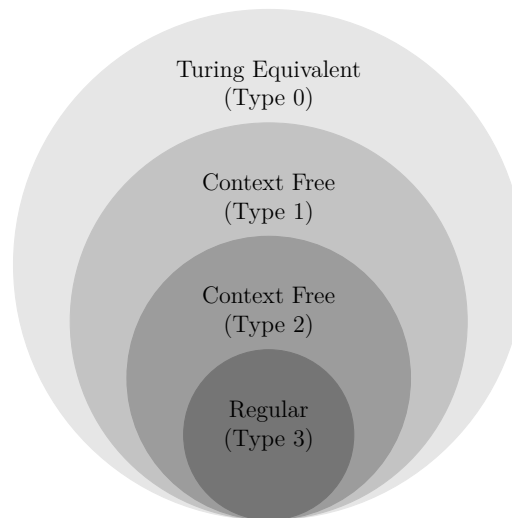 Turing Equivalent
(Type 0)
Context Free
(Type 1)
Context Free
(Type 2)
Regular
(Type 3)